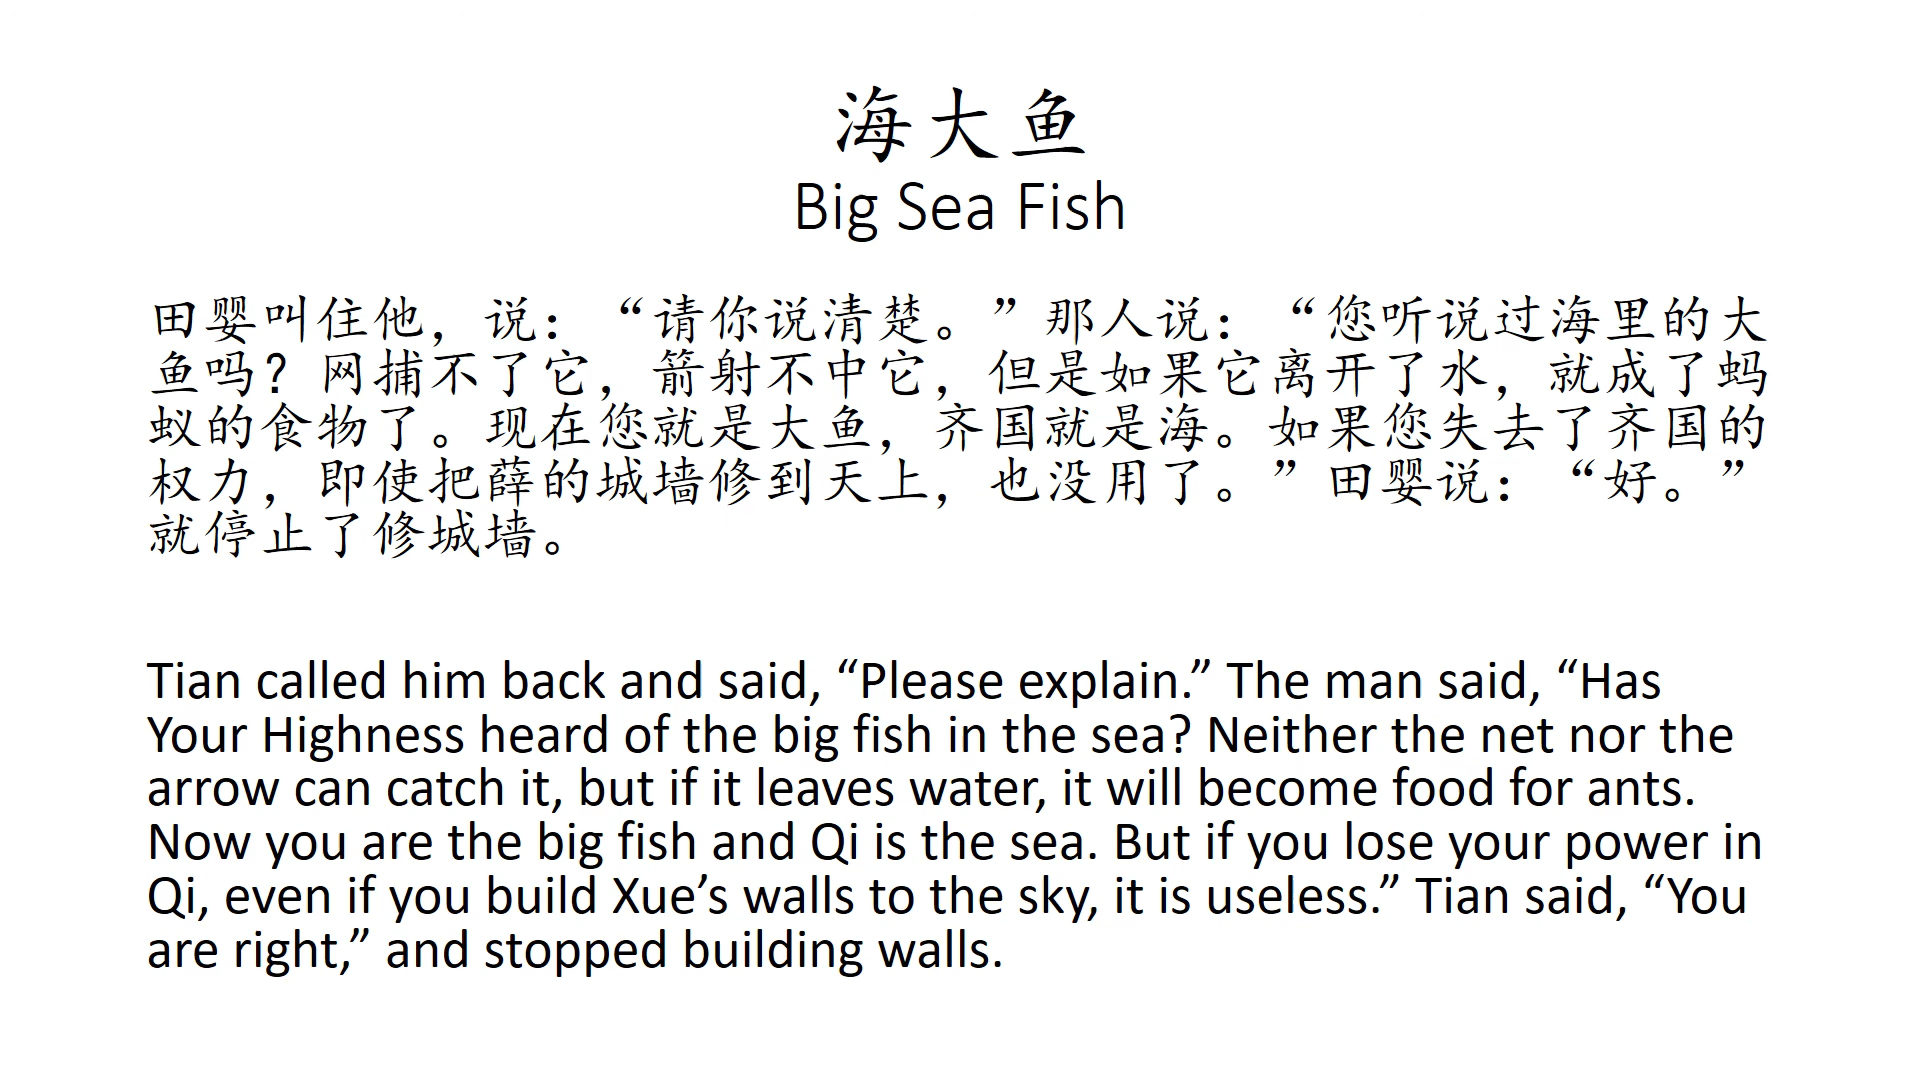 海大鱼
Big Sea Fish
田婴叫住他，说：“请你说清楚。”那人说：“您听说过海里的大
鱼吗？网捕不了它，箭射不中它，但是如果它离开了水，就成了蚂
蚁的食物了。现在您就是大鱼，齐国就是海。如果您失去了齐国的
权力，即使把薛的城墙修到天上，也没用了。”田婴说：“好。”
就停止了修城墙。
Tian called him back and said, “Please explain.” The man said, “Has
Your Highness heard of the big fish in the sea? Neither the net nor the
arrow can catch it, but if it leaves water, it will become food for ants.
Now you are the big fish and Qi is the sea. But if you lose your power in
Qi, even if you build Xue’s walls to the sky, it is useless.” Tian said, “You
are right,” and stopped building walls.